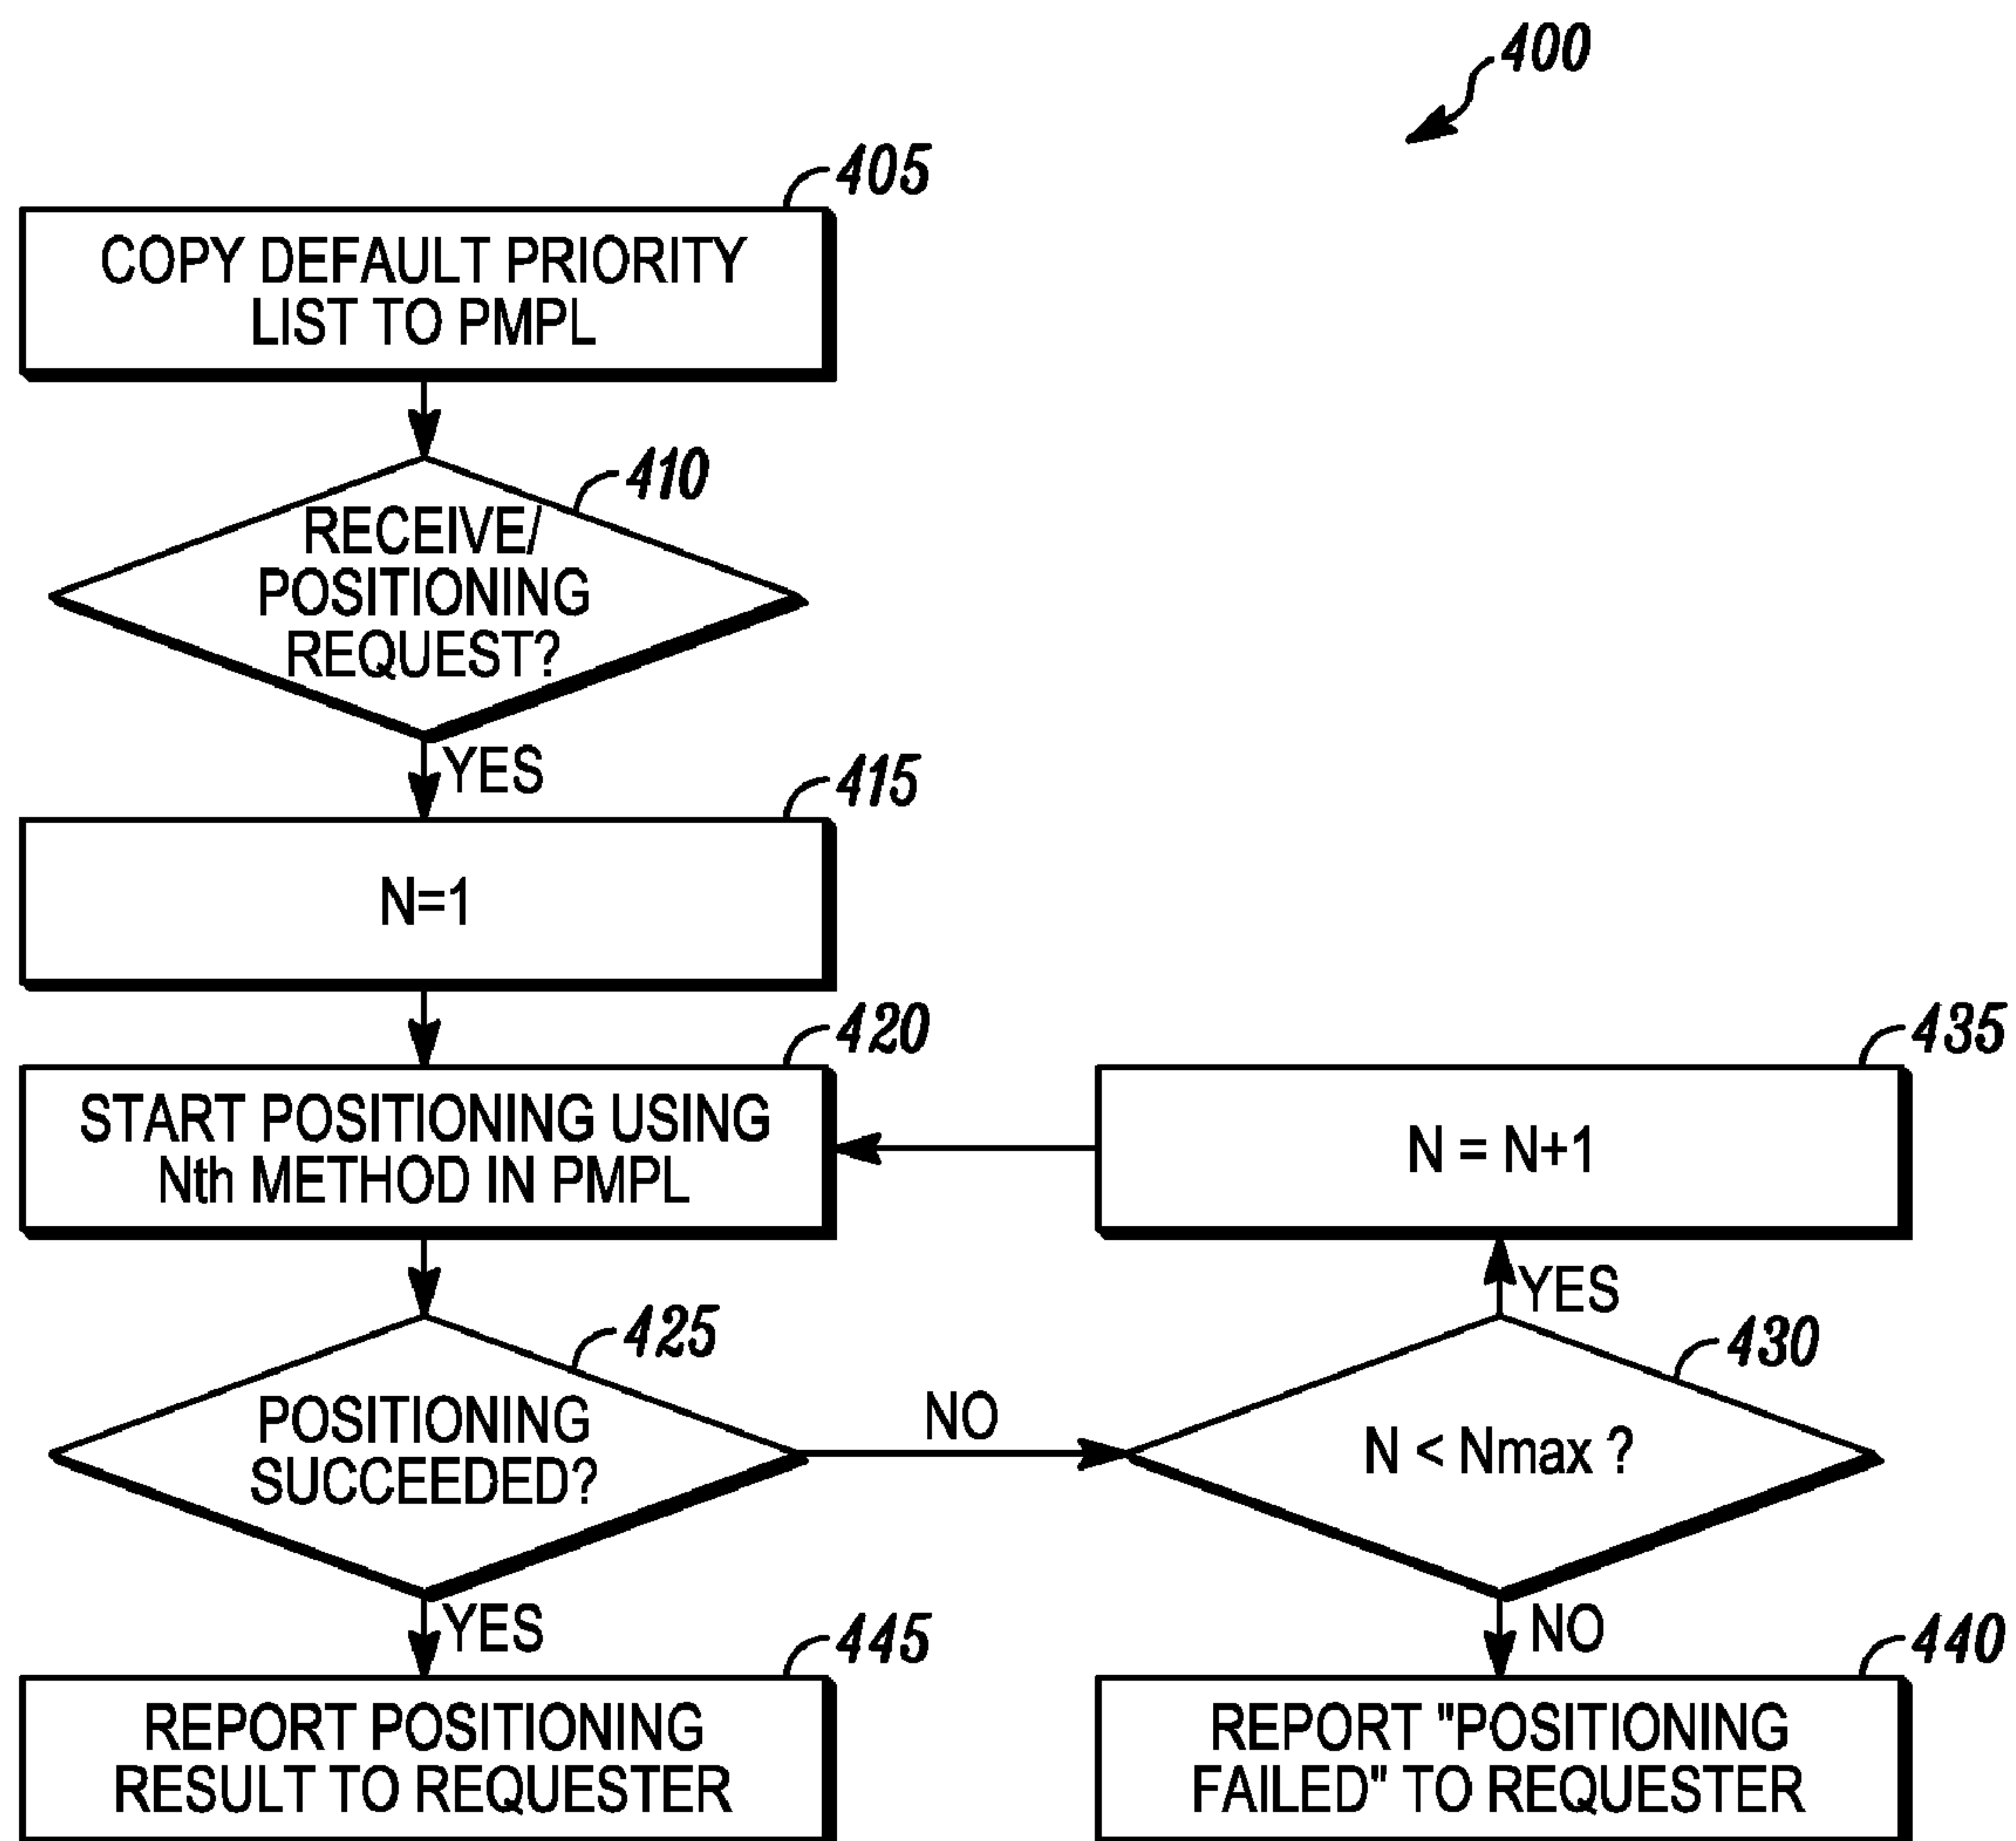 400
405
COPY DEFAULT PRIORITY
LIST TO PMPL
410
RECEIVE/
POSITIONING
REQUEST?
YES
415
N=1
420
START POSITIONING USING
Nth METHOD IN PMPL
435
N = N+1
YES
425
POSITIONING
SUCCEEDED?
NO
430
N < Nmax ?
YES
445
REPORT POSITIONING
RESULT TO REQUESTER
NO
440
REPORT "POSITIONING
FAILED" TO REQUESTER